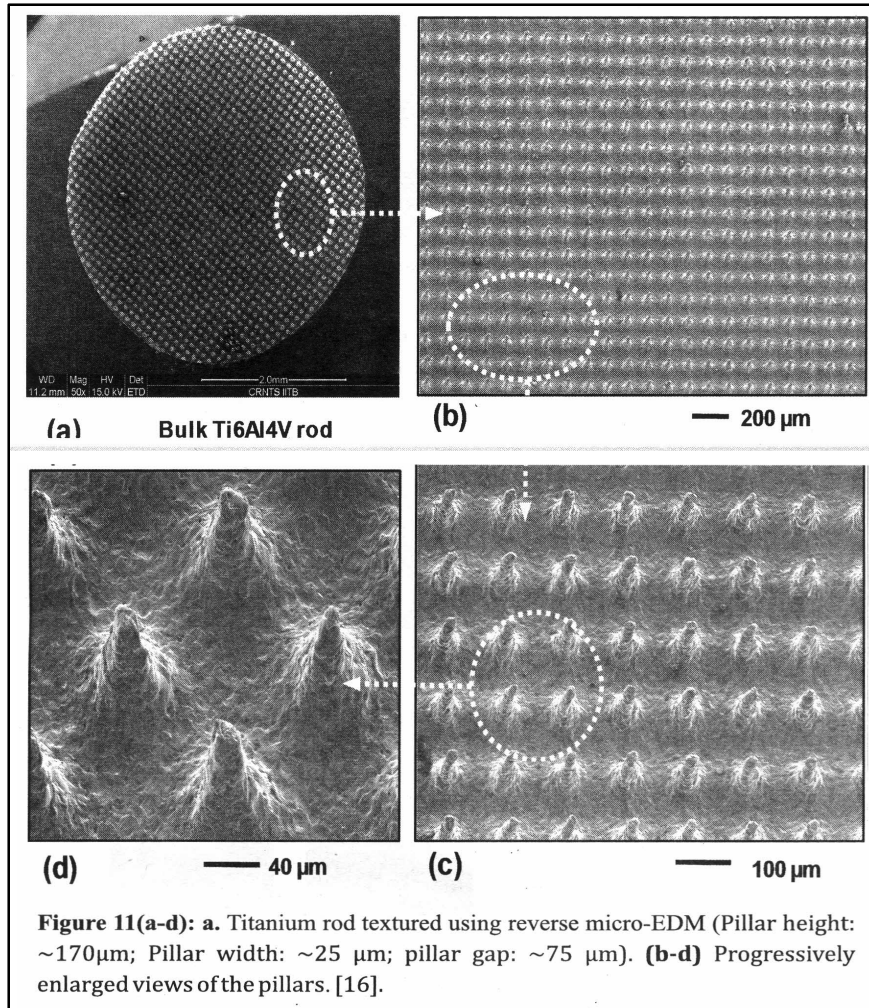 WD Mag HV Det 2.0mm
11.2 mm 50x 15.0 kV ETD CRNTS IITB
(a) Bulk Ti6Al4V rod
(b) 200 µm
(d) 40 µm
(c) 100 µm
Figure 11(a-d): a. Titanium rod textured using reverse micro-EDM (Pillar height:
~170µm; Pillar width: ~25 µm; pillar gap: ~75 µm). (b-d) Progressively
enlarged views of the pillars. [16].